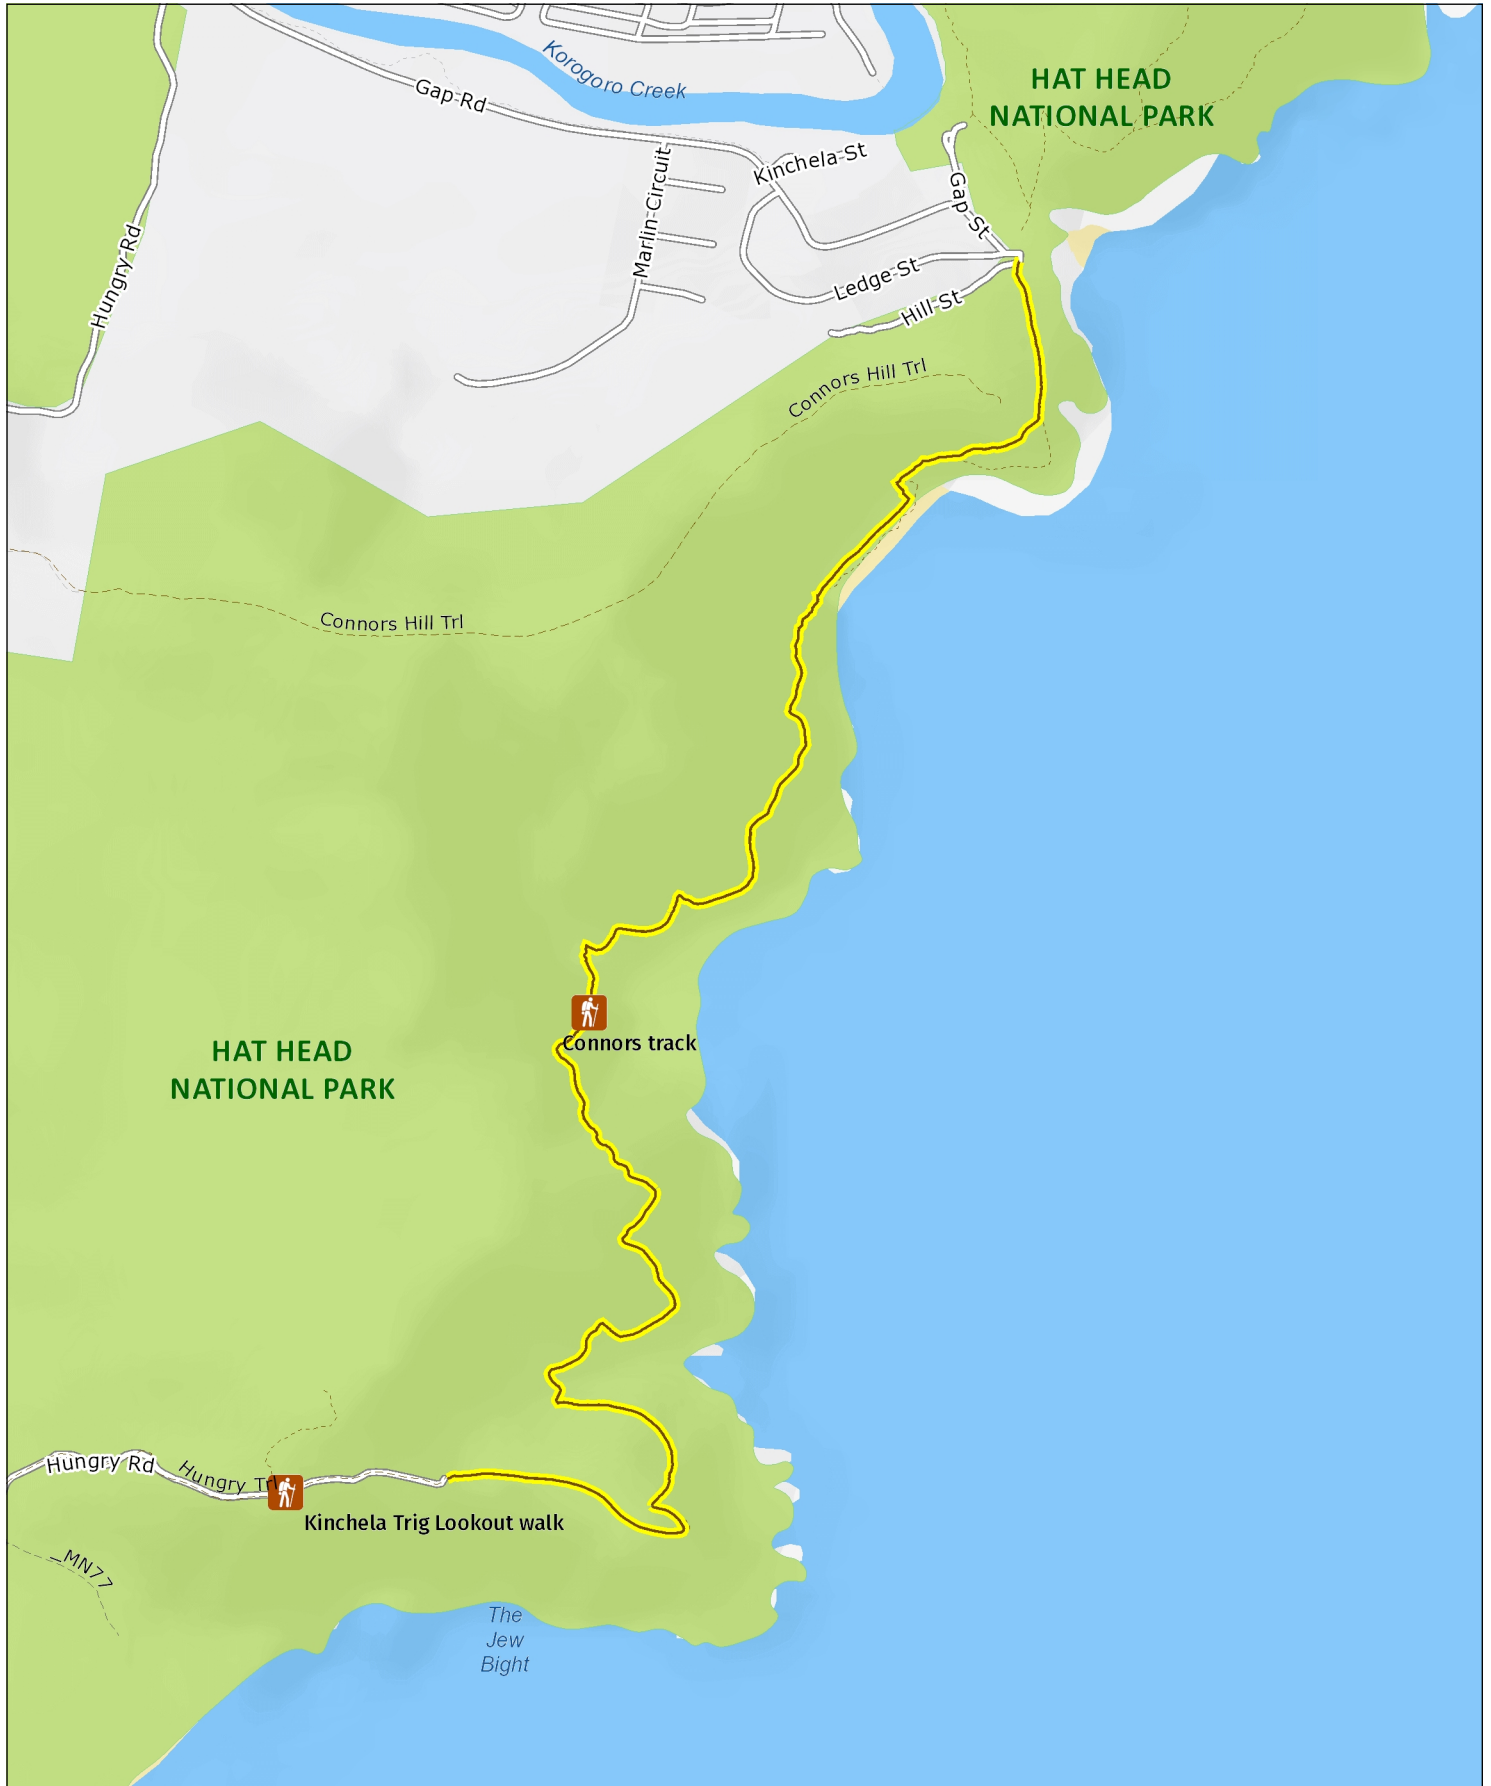 HAT HEAD
NATIONAL PARK
Korogoro Creek
Gap Rd
Kinchela St
Marlin Circuit
Gap St
Hungry Rd
Ledge St
Hill St
Connors Hill Trl
Connors Hill Trl
Connors track
HAT HEAD
NATIONAL PARK
Hungry Rd
Hungry Trl
Kinchela Trig Lookout walk
_MN77
The
Jew
Bight